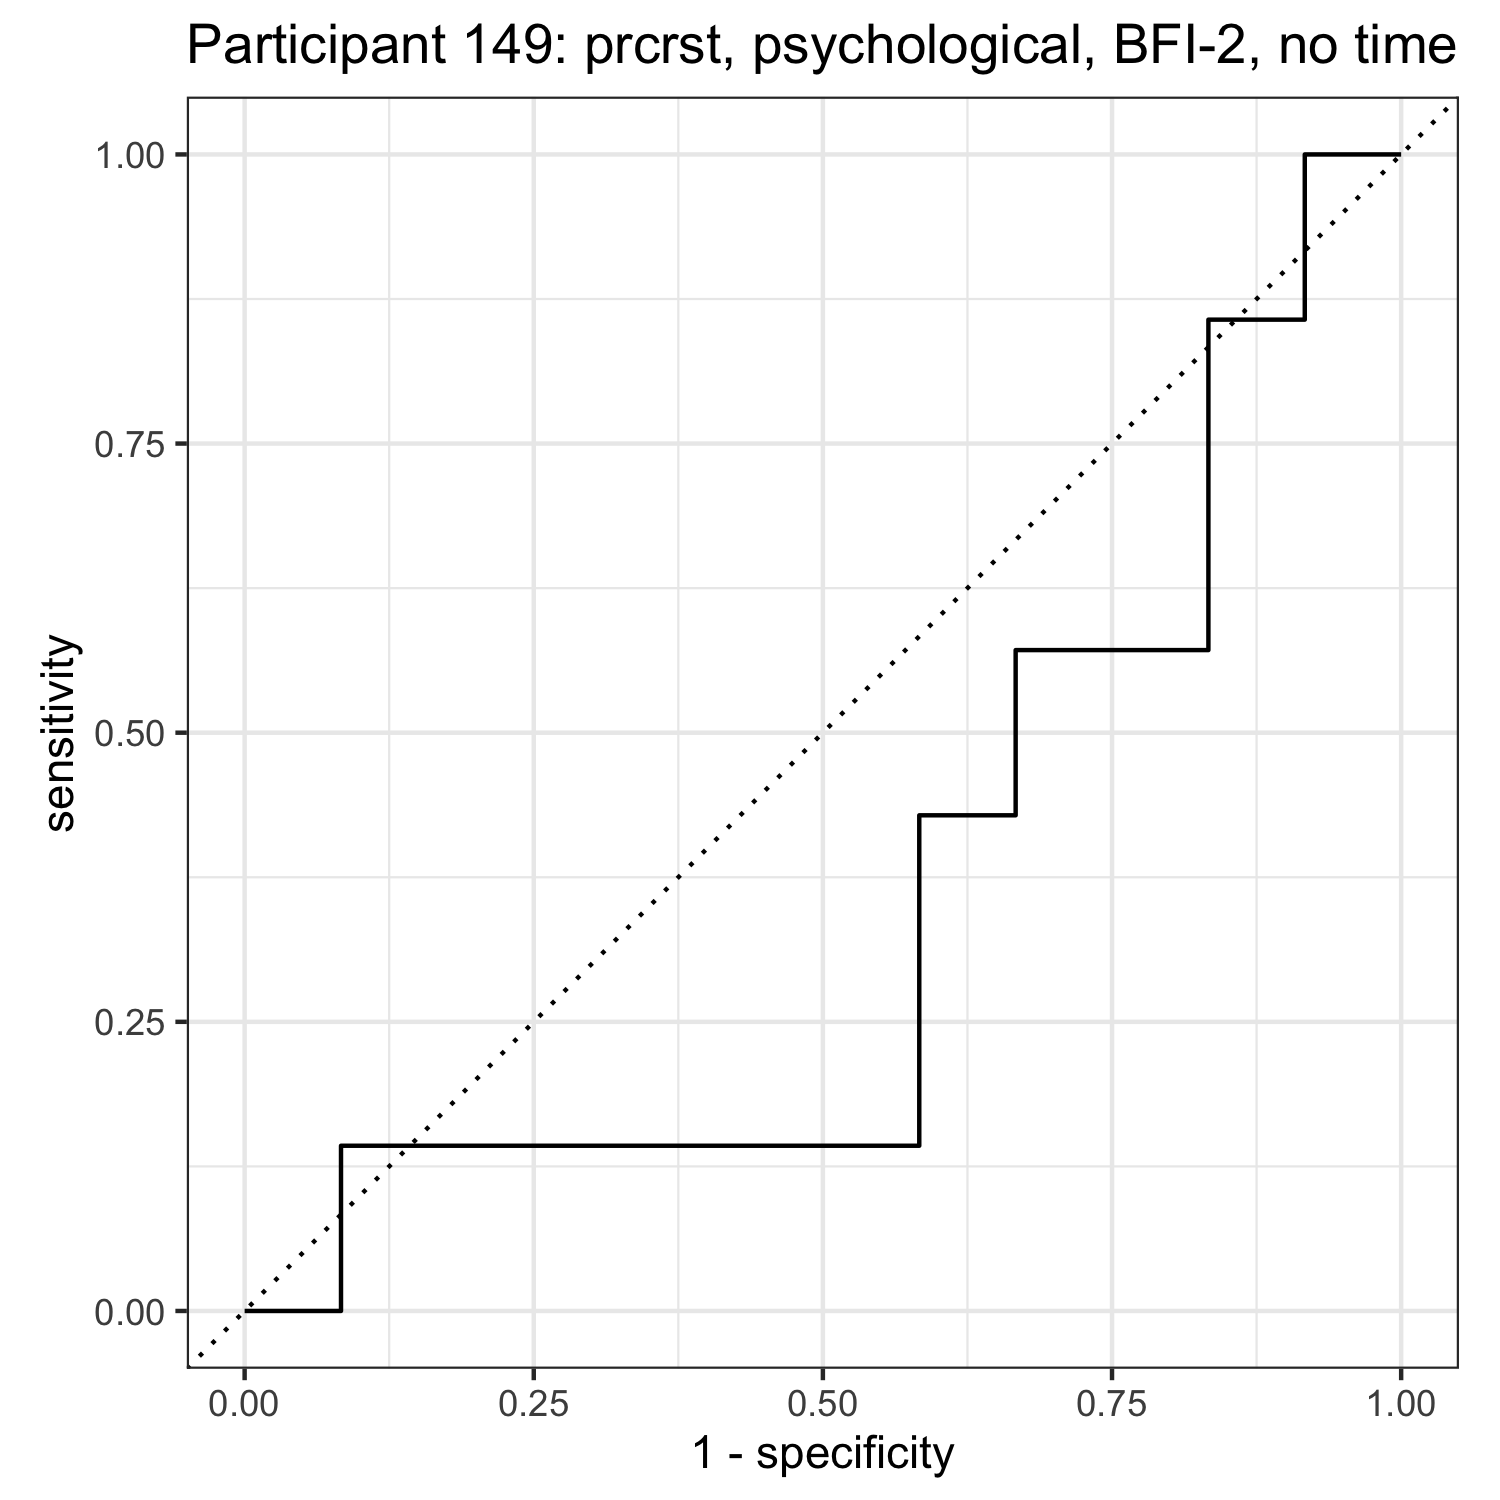 Participant 149: prcrst, psychological, BFI-2, no time
1.00
0.75
0.50
0.25
0.00
sensitivity
0.00 0.25 0.50 0.75 1.00
1 - specificity